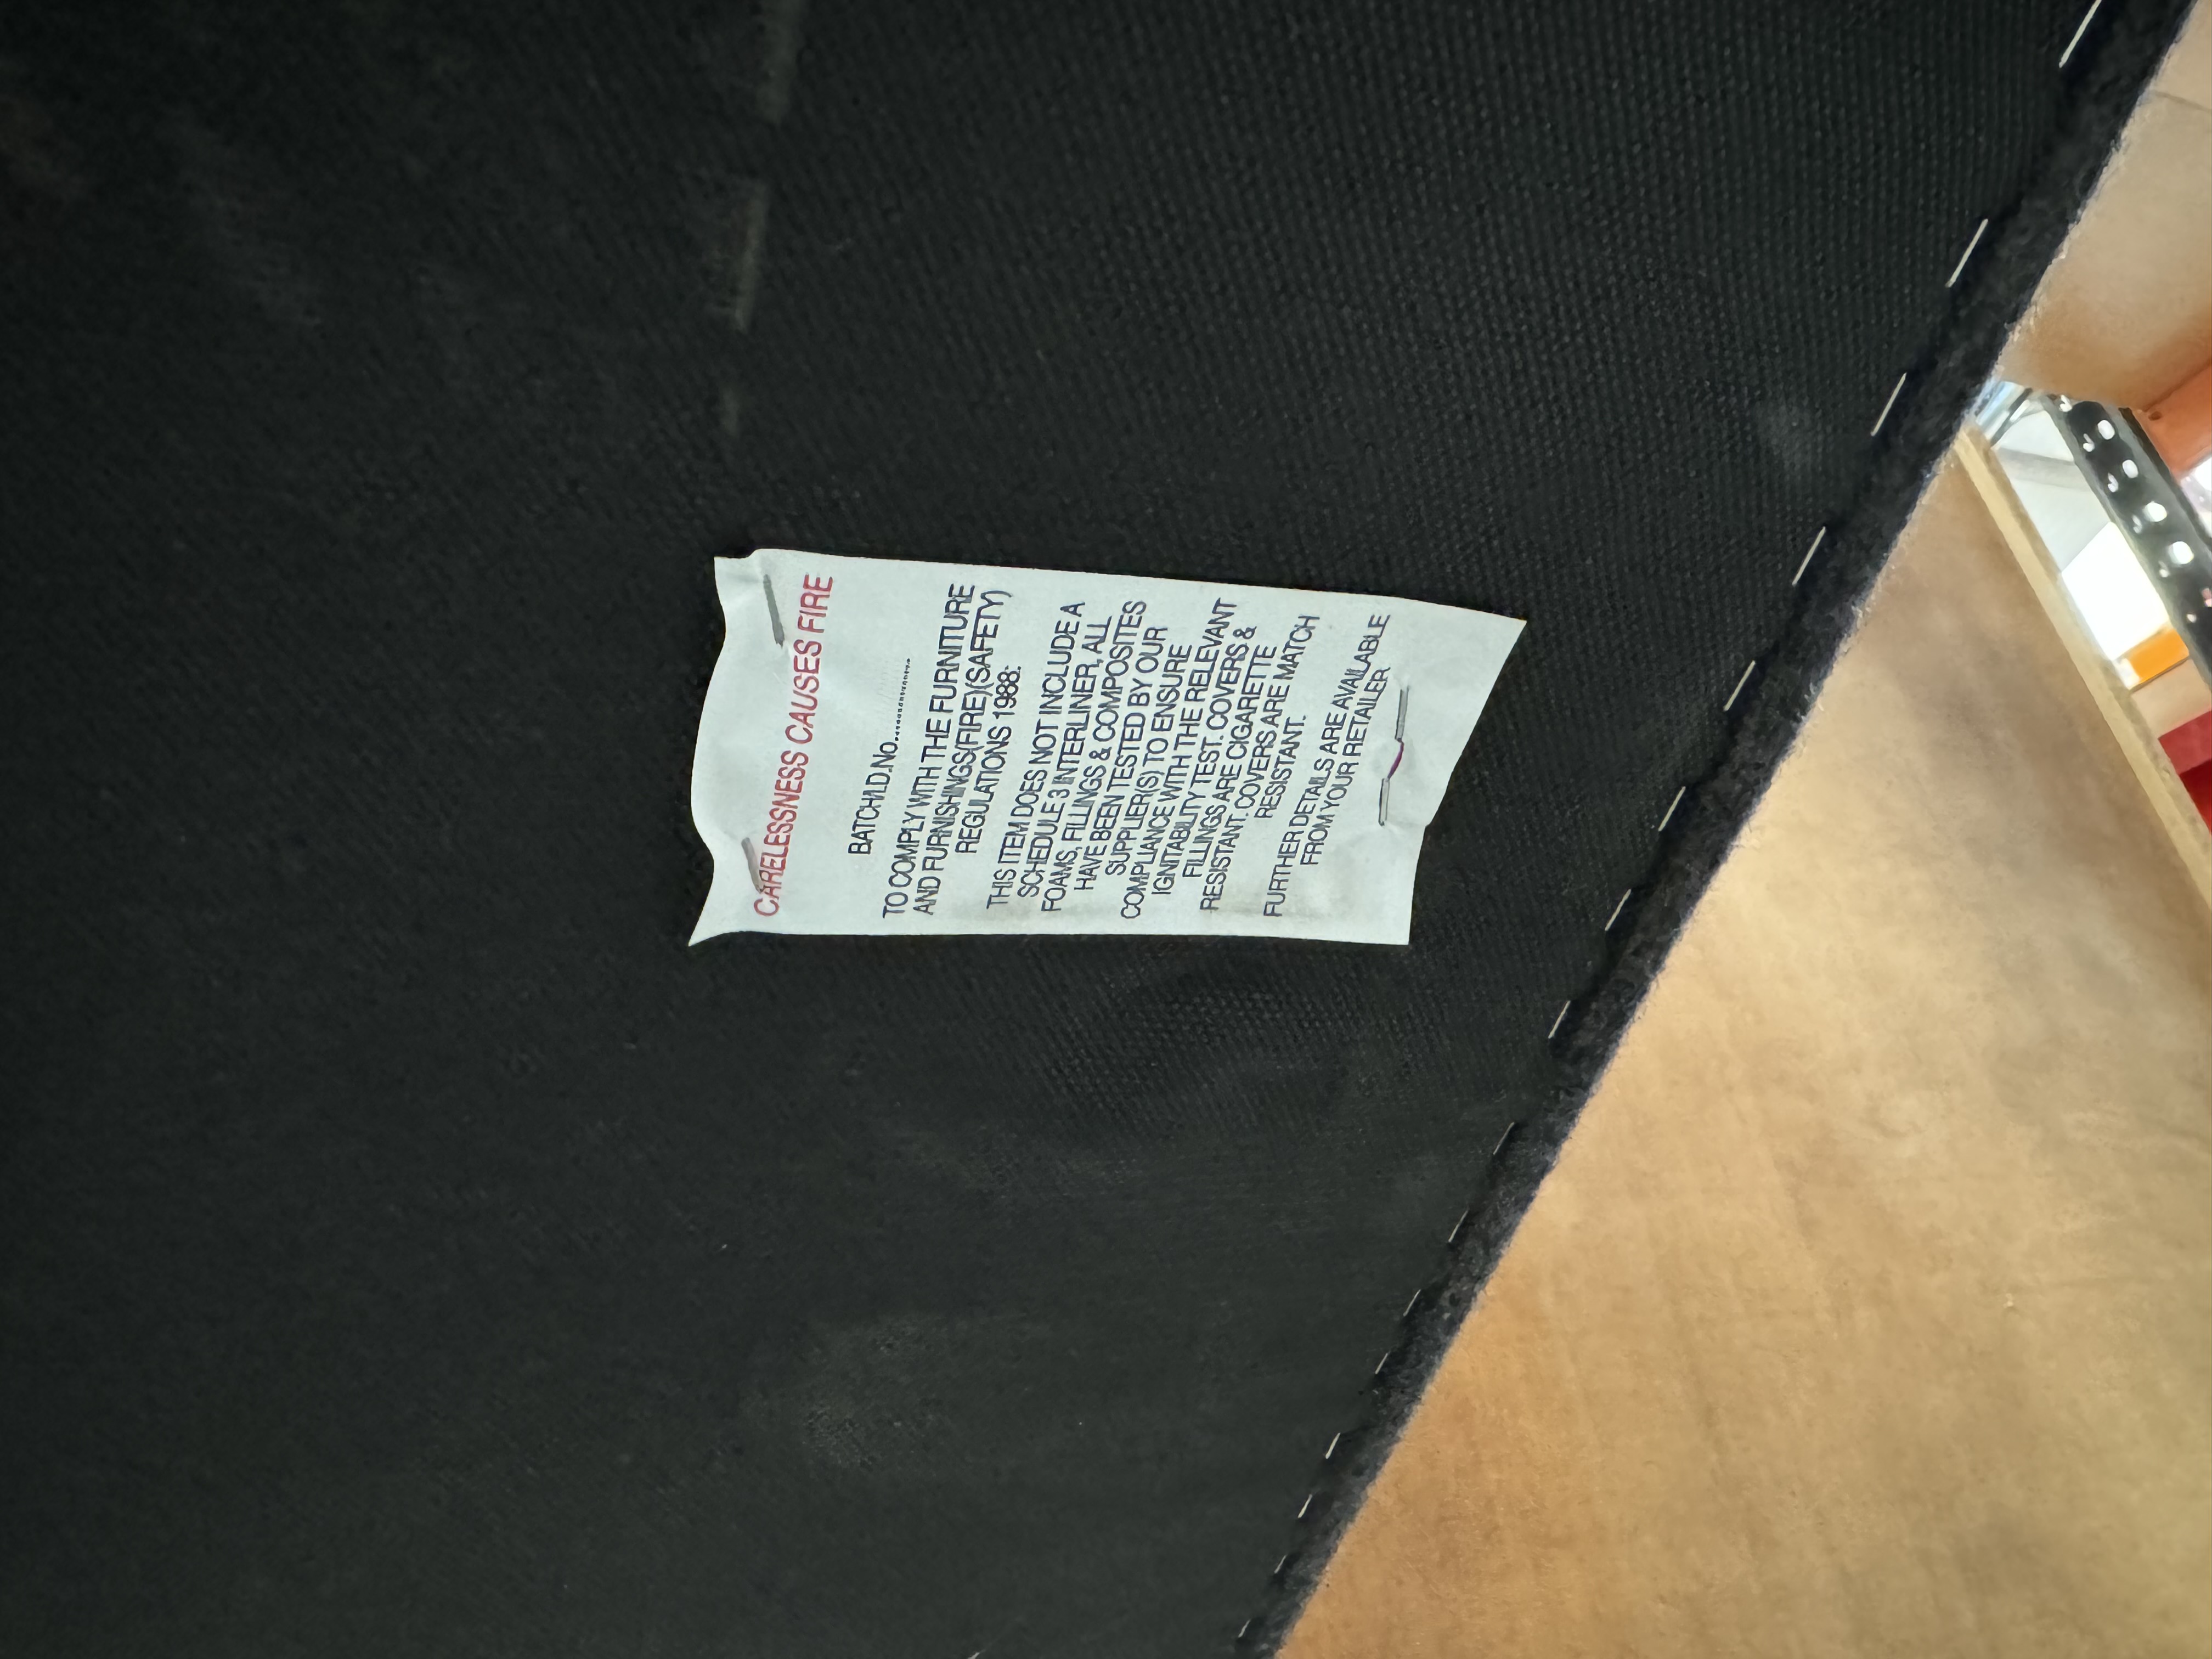 CARELESSNESS CAUSES FIRE
BATCH/I.D.No...............
TO COMPLY WITH THE FURNITURE
AND FURNISHINGS(FIRE)(SAFETY)
REGULATIONS 1988:
THIS ITEM DOES NOT INCLUDE A
SCHEDULE 3 INTERLINER, ALL
FOAMS, FILLINGS & COMPOSITES
HAVE BEEN TESTED BY OUR
SUPPLIER(S) TO ENSURE
COMPLIANCE WITH THE RELEVANT
IGNITABILITY TEST. COVERS &
FILLINGS ARE CIGARETTE
RESISTANT. COVERS ARE MATCH
RESISTANT.
FURTHER DETAILS ARE AVAILABLE
FROM YOUR RETAILER